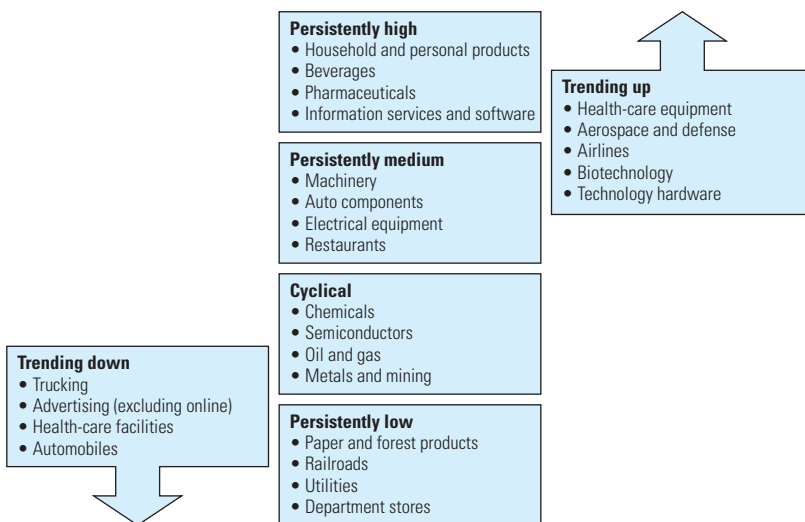 Persistently high
• Household and personal products
• Beverages
• Pharmaceuticals
• Information services and software
Trending up
• Health-care equipment
• Aerospace and defense
• Airlines
• Biotechnology
• Technology hardware
Persistently medium
• Machinery
• Auto components
• Electrical equipment
• Restaurants
Cyclical
• Chemicals
• Semiconductors
• Oil and gas
• Metals and mining
Trending down
• Trucking
• Advertising (excluding online)
• Health-care facilities
• Automobiles
Persistently low
• Paper and forest products
• Railroads
• Utilities
• Department stores